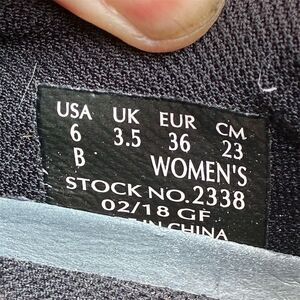 USA UK EUR CM
6 3.5 36 23
B WOMEN'S
STOCK NO.2338
02/18 GF
IN CHINA